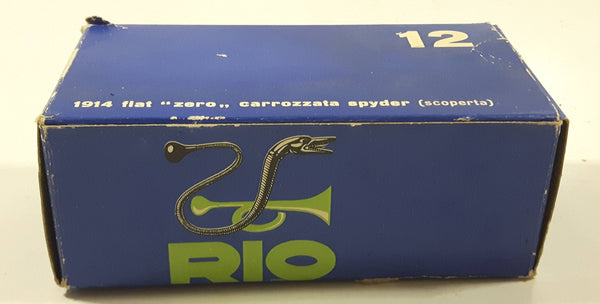 12
1914 fiat "zero„ carrozzata spyder (scoperta)
RIO